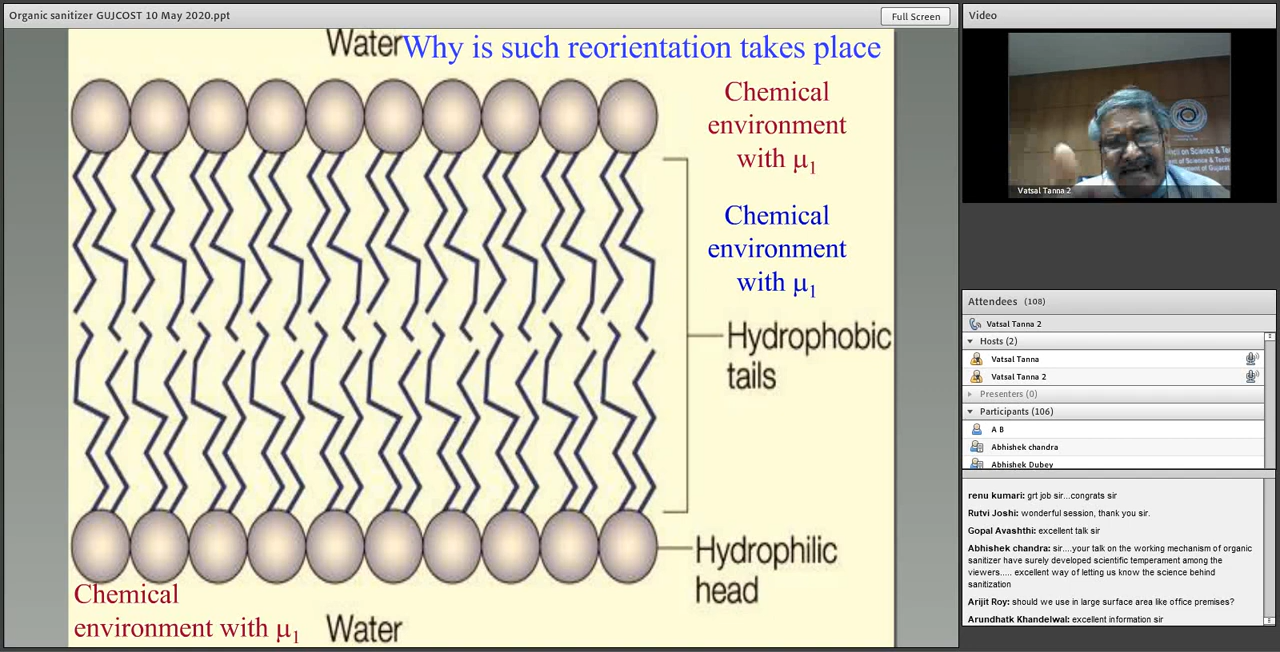 Organic sanitizer GUJCOST 10 May 2020.ppt
Full Screen
Water
Why is such reorientation takes place
Chemical
environment
with μ1
Chemical
environment
with μ1
Hydrophobic
tails
Hydrophilic
head
Chemical
environment with μ1
Water
Video
Vatsal Tanna 2
Attendees (108)
Vatsal Tanna 2
Hosts (2)
Vatsal Tanna
Vatsal Tanna 2
Presenters (0)
Participants (106)
A B
Abhishek chandra
Abhishek Dubey
renu kumari: grt job sir...congrats sir
Rutvi Joshi: wonderful session, thank you sir.
Gopal Avashthi: excellent talk sir
Abhishek chandra: sir....your talk on the working mechanism of organic
sanitizer have surely developed scientific temperament among the
viewers..... excellent way of letting us know the science behind
sanitization
Arijit Roy: should we use in large surface area like office premises?
Arundhatk Khandelwal: excellent information sir